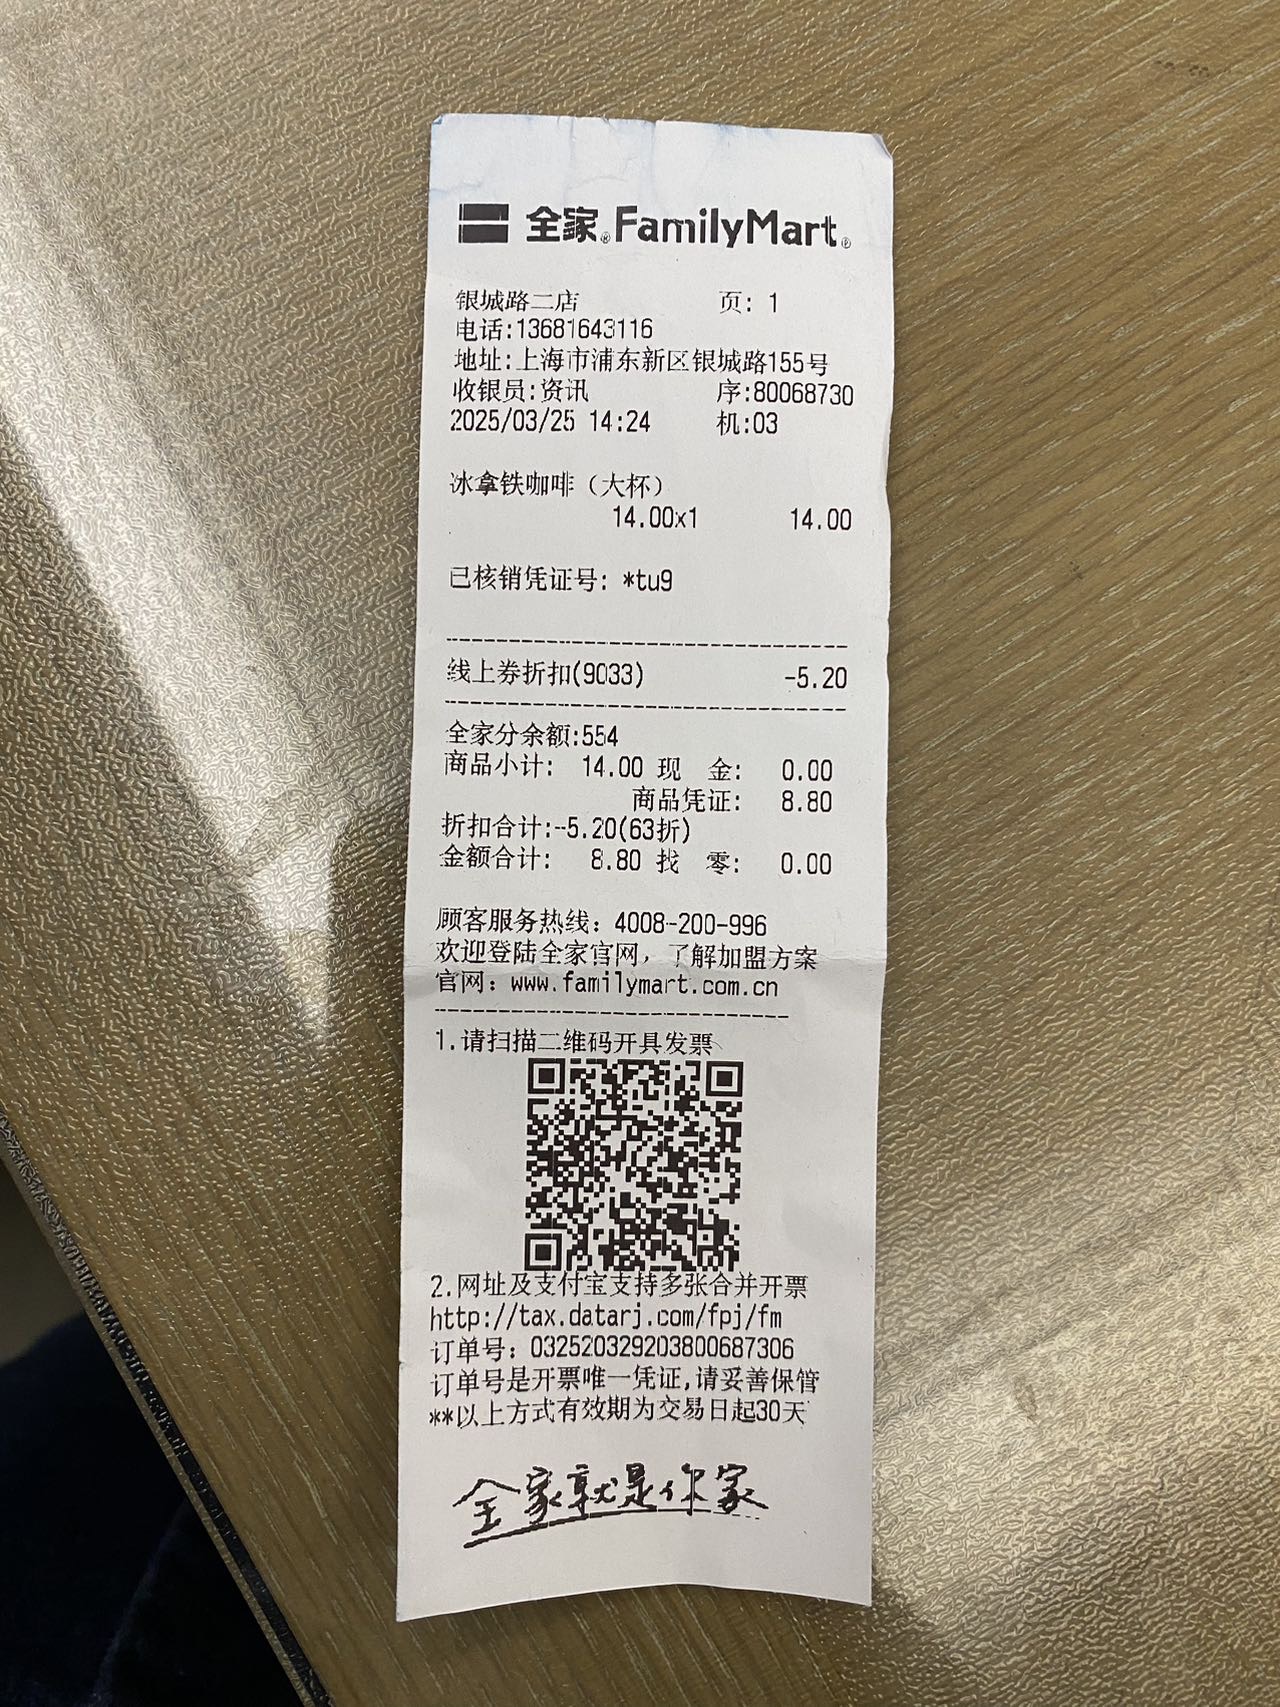 全家® FamilyMart®
银城路二店 页: 1
电话:13681643116
地址:上海市浦东新区银城路155号
收银员:资讯 序:80068730
2025/03/25 14:24 机:03
冰拿铁咖啡（大杯）
14.00x1 14.00
已核销凭证号: *tu9
线上券折扣(9033) -5.20
全家分余额:554
商品小计: 14.00 现 金: 0.00
商品凭证: 8.80
折扣合计:-5.20(63折)
金额合计: 8.80 找 零: 0.00
顾客服务热线: 4008-200-996
欢迎登陆全家官网，了解加盟方案
官网: www.familymart.com.cn
1.请扫描二维码开具发票
2.网址及支付宝支持多张合并开票
http://tax.datarj.com/fpj/fm
订单号: 032520329203800687306
订单号是开票唯一凭证,请妥善保管
**以上方式有效期为交易日起30天
全家就是你家